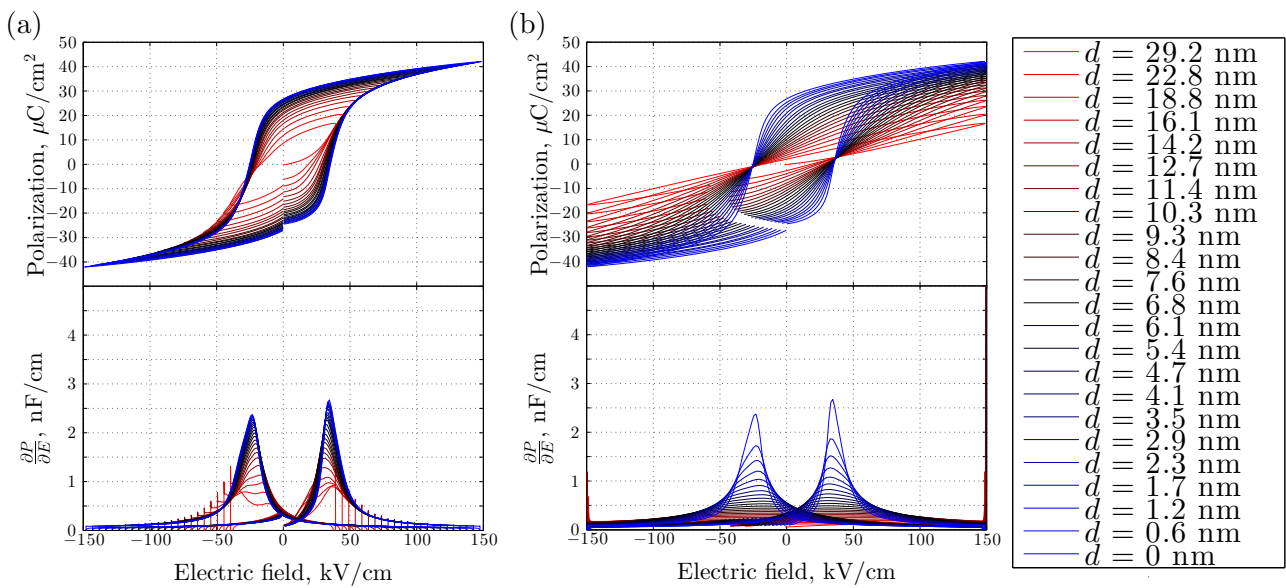 (a)
(b)
50
40
30
20
10
0
−10
−20
−30
−40
Polarization, μC/cm²
4
3
2
1
0
∂P/∂E, nF/cm
−150 −100 −50 0 50 100 150
Electric field, kV/cm
50
40
30
20
10
0
−10
−20
−30
−40
Polarization, μC/cm²
4
3
2
1
0
∂P/∂E, nF/cm
−150 −100 −50 0 50 100 150
Electric field, kV/cm
d = 29.2 nm
d = 22.8 nm
d = 18.8 nm
d = 16.1 nm
d = 14.2 nm
d = 12.7 nm
d = 11.4 nm
d = 10.3 nm
d = 9.3 nm
d = 8.4 nm
d = 7.6 nm
d = 6.8 nm
d = 6.1 nm
d = 5.4 nm
d = 4.7 nm
d = 4.1 nm
d = 3.5 nm
d = 2.9 nm
d = 2.3 nm
d = 1.7 nm
d = 1.2 nm
d = 0.6 nm
d = 0 nm